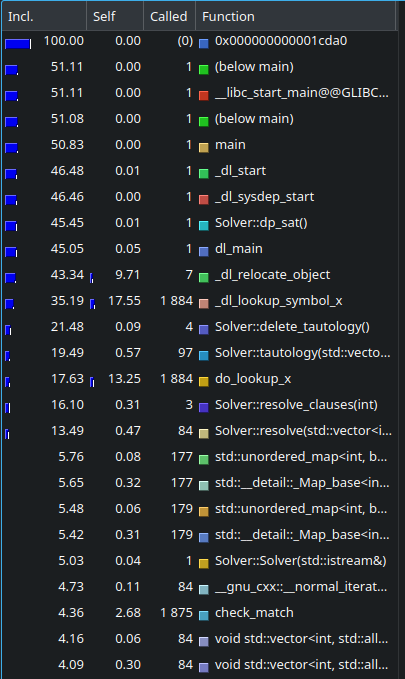 Incl. Self Called Function
100.00 0.00 (0) 0x000000000001cda0
51.11 0.00 1 (below main)
51.11 0.00 1 __libc_start_main@@GLIBC...
51.08 0.00 1 (below main)
50.83 0.00 1 main
46.48 0.01 1 _dl_start
46.46 0.00 1 _dl_sysdep_start
45.45 0.01 1 Solver::dp_sat()
45.05 0.05 1 dl_main
43.34 9.71 7 _dl_relocate_object
35.19 17.55 1 884 _dl_lookup_symbol_x
21.48 0.09 4 Solver::delete_tautology()
19.49 0.57 97 Solver::tautology(std::vecto...
17.63 13.25 1 884 do_lookup_x
16.10 0.31 3 Solver::resolve_clauses(int)
13.49 0.47 84 Solver::resolve(std::vector<i...
5.76 0.08 177 std::unordered_map<int, b...
5.65 0.32 177 std::__detail::_Map_base<in...
5.48 0.06 179 std::unordered_map<int, b...
5.42 0.31 179 std::__detail::_Map_base<in...
5.03 0.04 1 Solver::Solver(std::istream&)
4.73 0.11 84 __gnu_cxx::__normal_iterat...
4.36 2.68 1 875 check_match
4.16 0.06 84 void std::vector<int, std::all...
4.09 0.30 84 void std::vector<int, std::all...